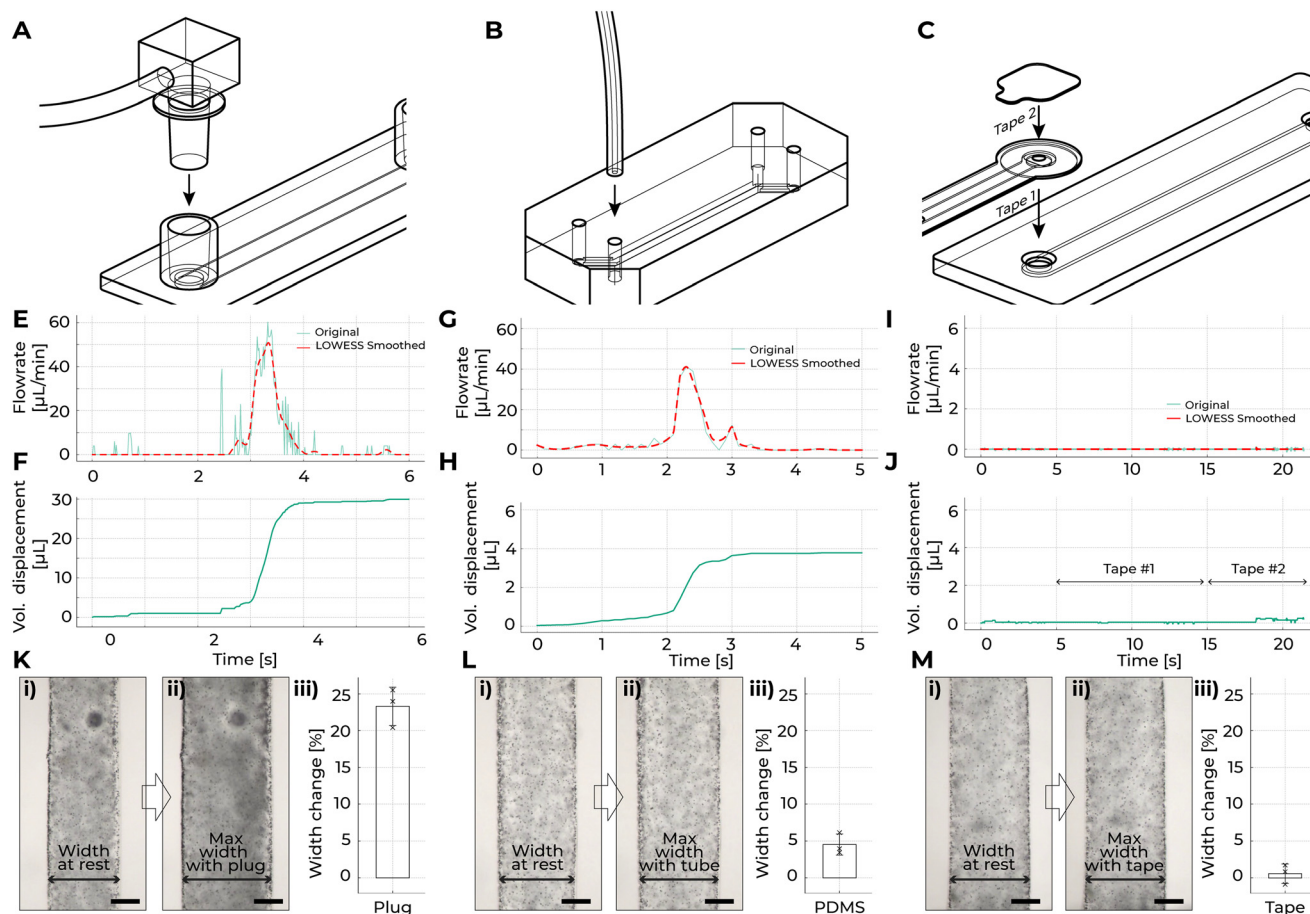 A
B
C
Tape 2
Tape 1
E
Flowrate
[µL/min]
60
40
20
0
Original
LOWESS Smoothed
0
2
4
6
G
Flowrate
[µL/min]
60
40
20
0
Original
LOWESS Smoothed
0
1
2
3
4
5
I
Flowrate
[µL/min]
6
4
2
0
Original
LOWESS Smoothed
0
5
10
15
20
F
Vol. displacement
[µL]
30
20
10
0
0
2
4
6
Time [s]
H
Vol. displacement
[µL]
6
4
2
0
0
1
2
3
4
5
Time [s]
J
Vol. displacement
[µL]
6
4
2
0
Tape #1
Tape #2
0
5
10
15
20
Time [s]
K
i)
Width
at rest
ii)
Max
width
with plug
iii)
Width change [%]
25
20
15
10
5
0
Plug
L
i)
Width
at rest
ii)
Max
width
with tube
iii)
Width change [%]
25
20
15
10
5
0
PDMS
M
i)
Width
at rest
ii)
Max
width
with tape
iii)
Width change [%]
25
20
15
10
5
0
Tape